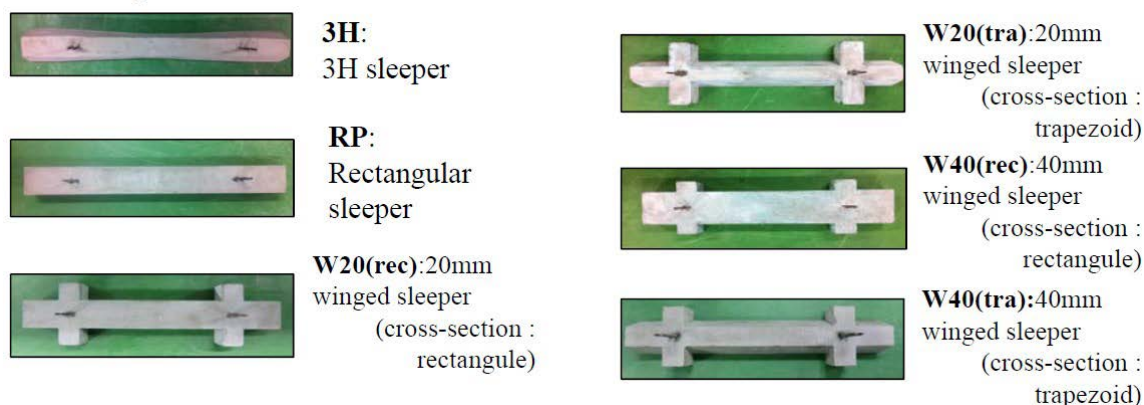 3H:
3H sleeper
RP:
Rectangular
sleeper
W20(rec):20mm
winged sleeper
(cross-section :
rectangule)
W20(tra):20mm
winged sleeper
(cross-section :
trapezoid)
W40(rec):40mm
winged sleeper
(cross-section :
rectangule)
W40(tra):40mm
winged sleeper
(cross-section :
trapezoid)